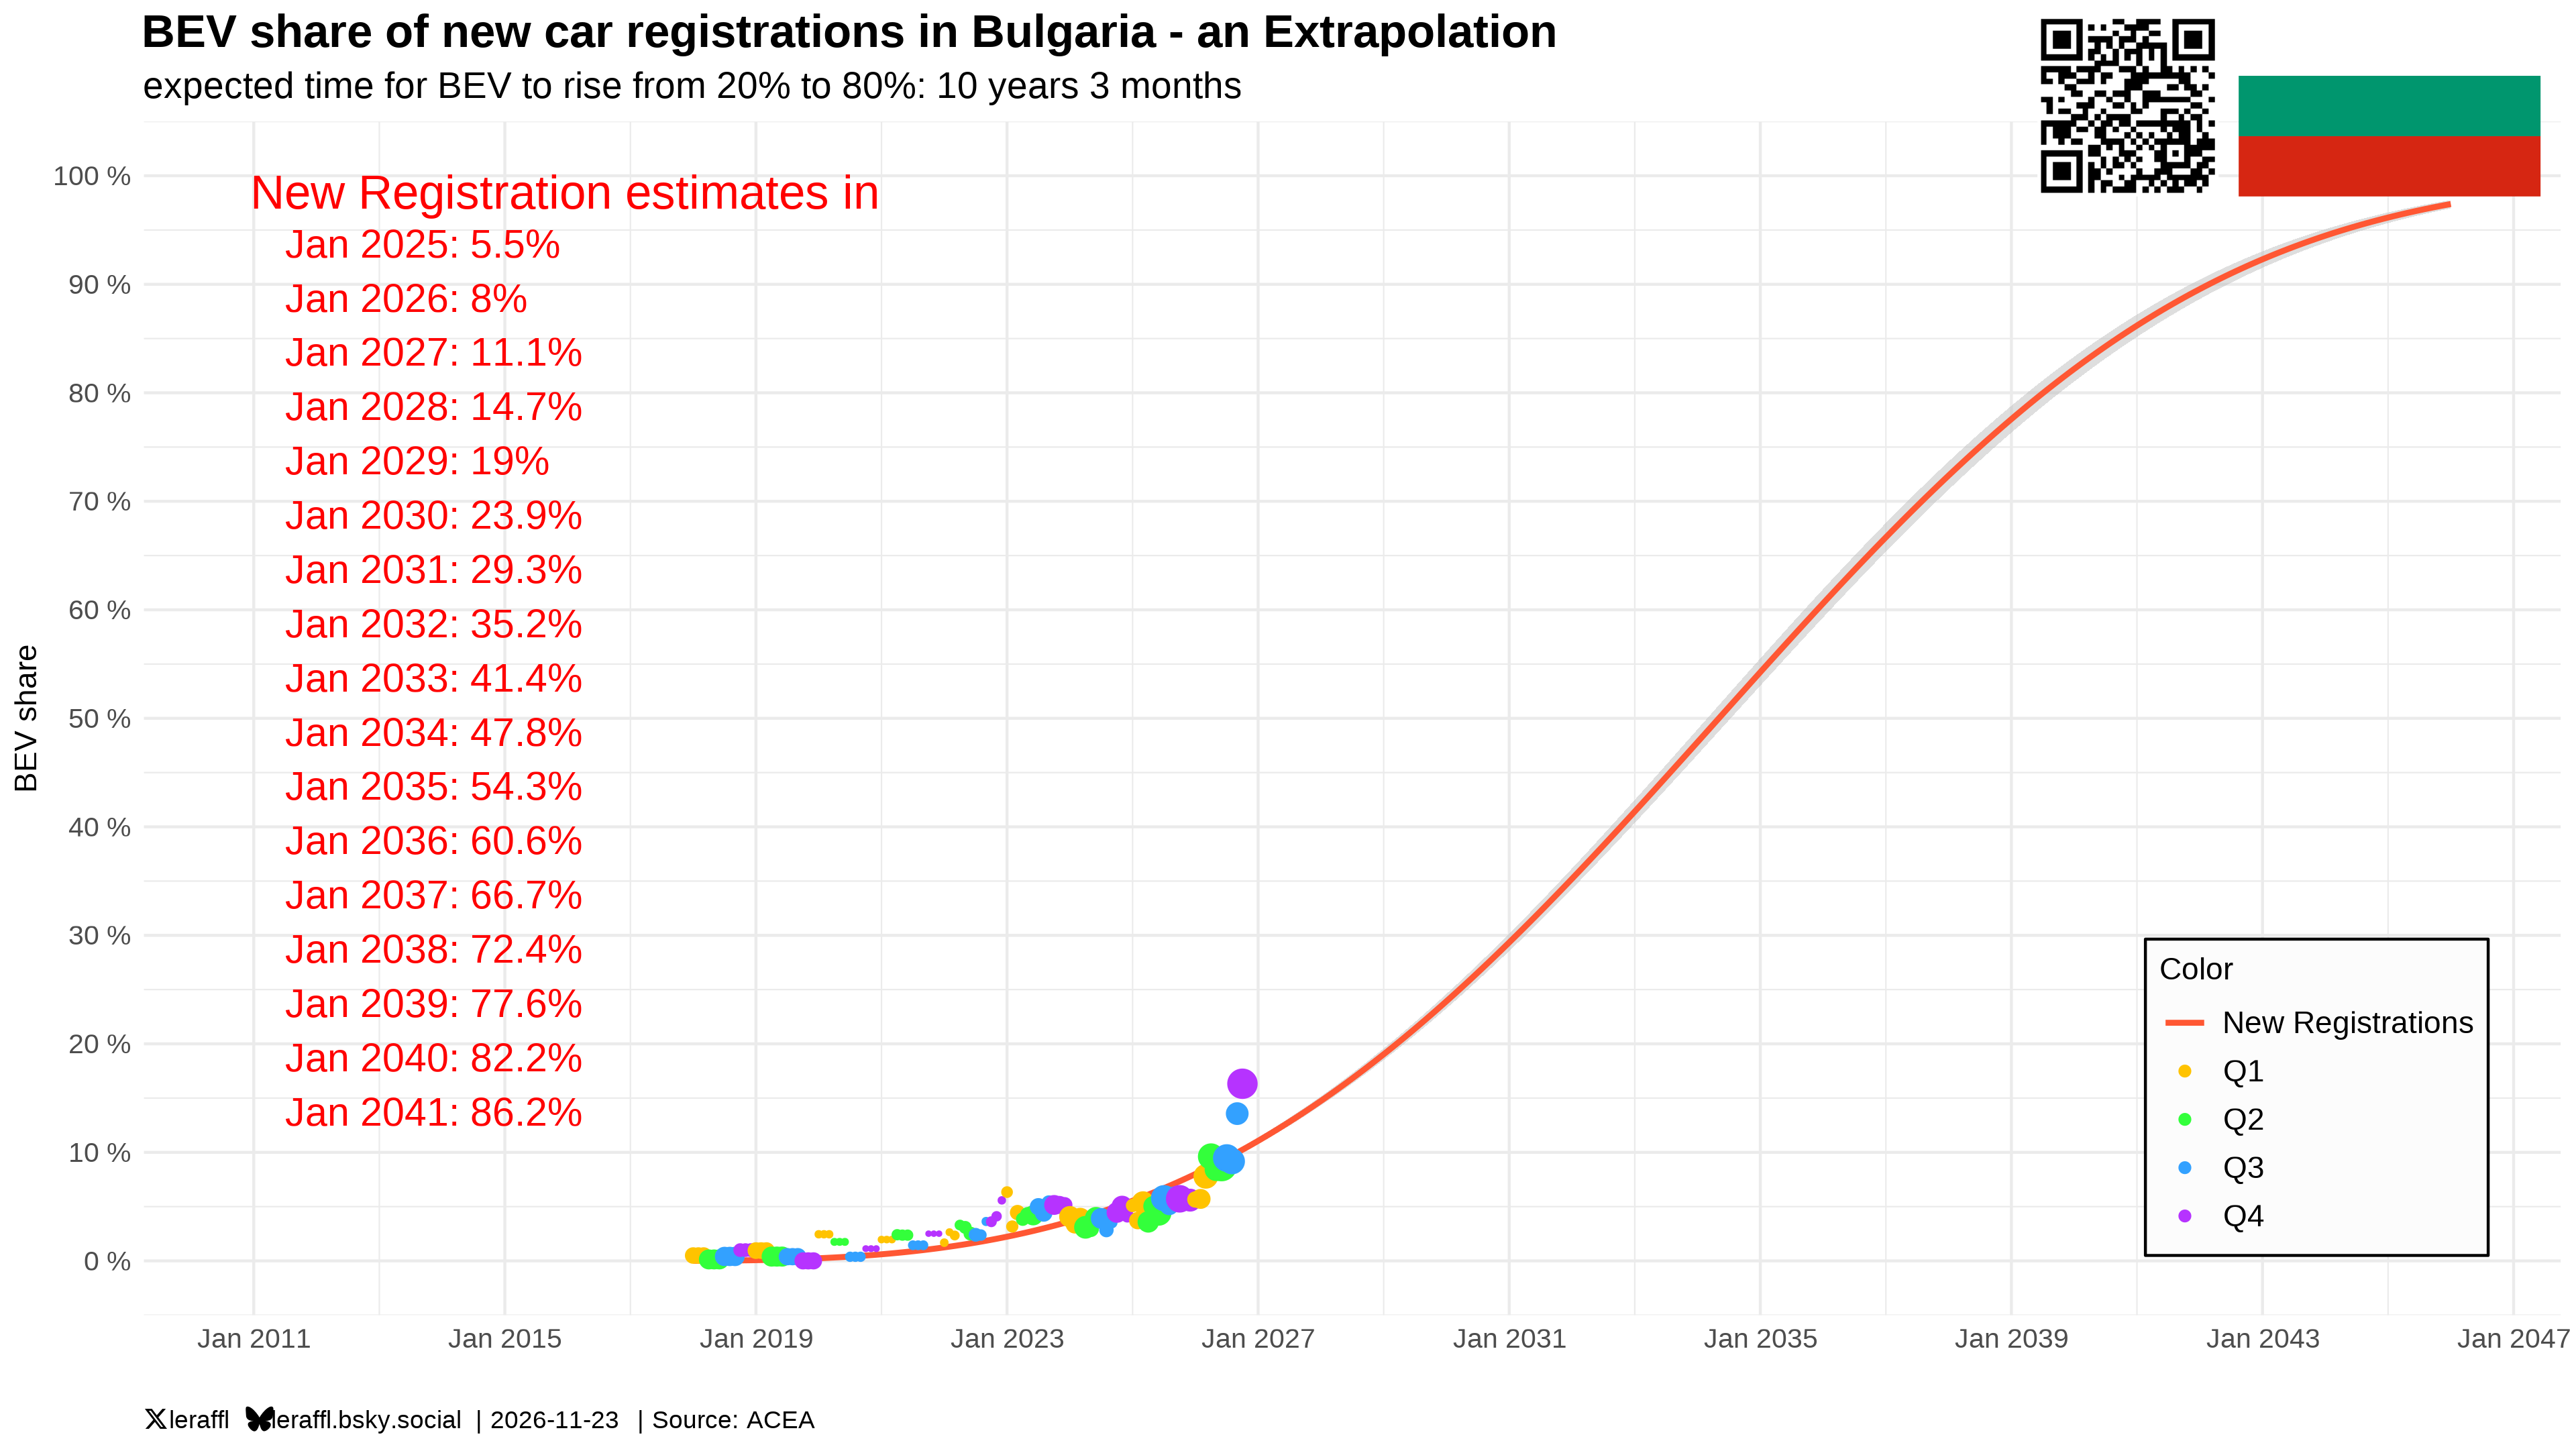 BEV share of new car registrations in Bulgaria - an Extrapolation
expected time for BEV to rise from 20% to 80%: 10 years 3 months
New Registration estimates in
Jan 2025: 5.5%
Jan 2026: 8%
Jan 2027: 11.1%
Jan 2028: 14.7%
Jan 2029: 19%
Jan 2030: 23.9%
Jan 2031: 29.3%
Jan 2032: 35.2%
Jan 2033: 41.4%
Jan 2034: 47.8%
Jan 2035: 54.3%
Jan 2036: 60.6%
Jan 2037: 66.7%
Jan 2038: 72.4%
Jan 2039: 77.6%
Jan 2040: 82.2%
Jan 2041: 86.2%
BEV share
100 %
90 %
80 %
70 %
60 %
50 %
40 %
30 %
20 %
10 %
0 %
Color
New Registrations
Q1
Q2
Q3
Q4
Jan 2011 Jan 2015 Jan 2019 Jan 2023 Jan 2027 Jan 2031 Jan 2035 Jan 2039 Jan 2043 Jan 2047
leraffl leraffl.bsky.social | 2026-11-23 | Source: ACEA